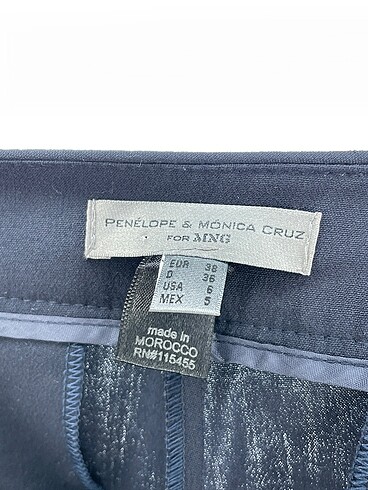 PENÉLOPE & MÓNICA CRUZ
FOR MNG
EUR 38
D 36
USA 6
MEX 5
made in
MOROCCO
RN#115455